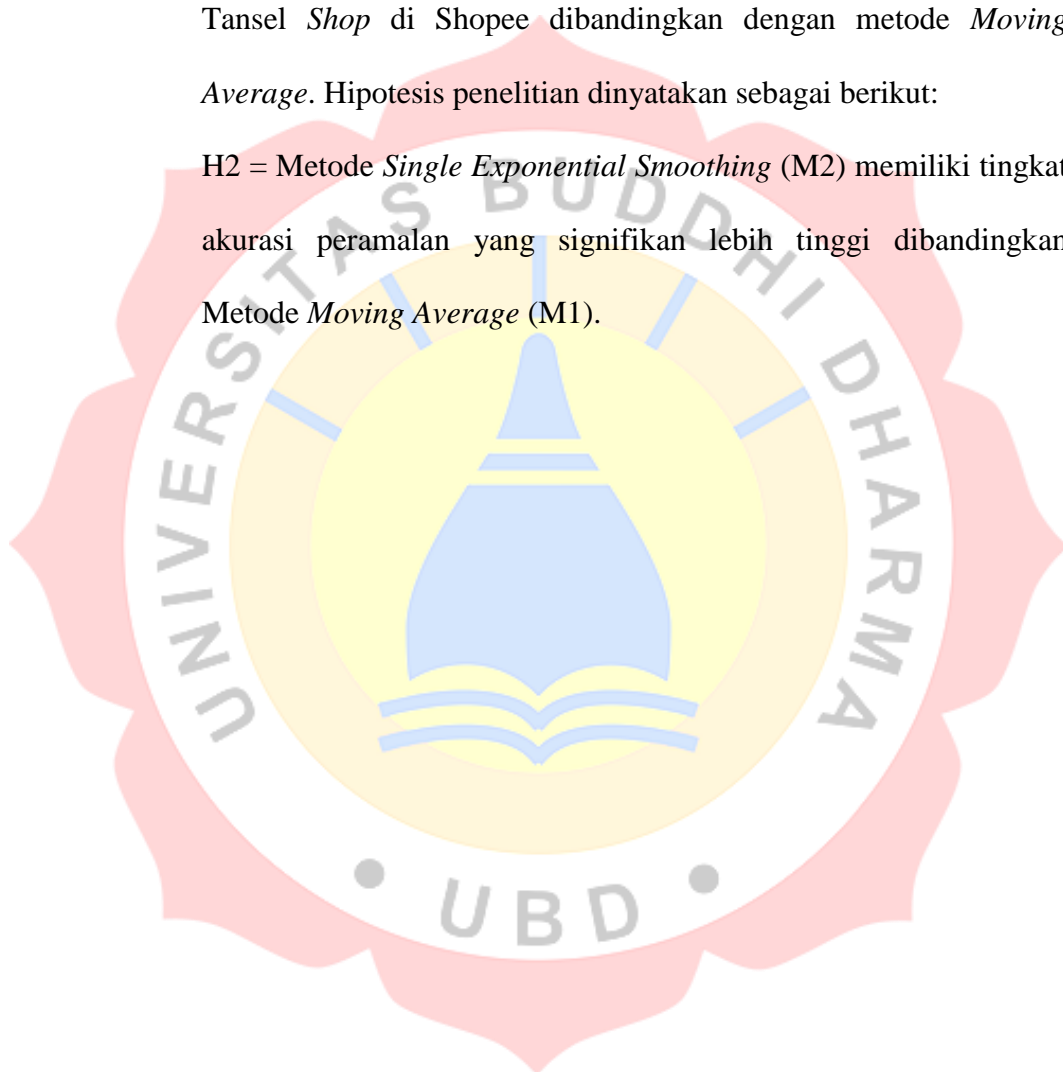 Tansel Shop di Shopee dibandingkan dengan metode Moving
Average. Hipotesis penelitian dinyatakan sebagai berikut:
H2 = Metode Single Exponential Smoothing (M2) memiliki tingkat
akurasi peramalan yang signifikan lebih tinggi dibandingkan
Metode Moving Average (M1).
UNIVERSITAS BUDDHI DHARMA
• UBD •